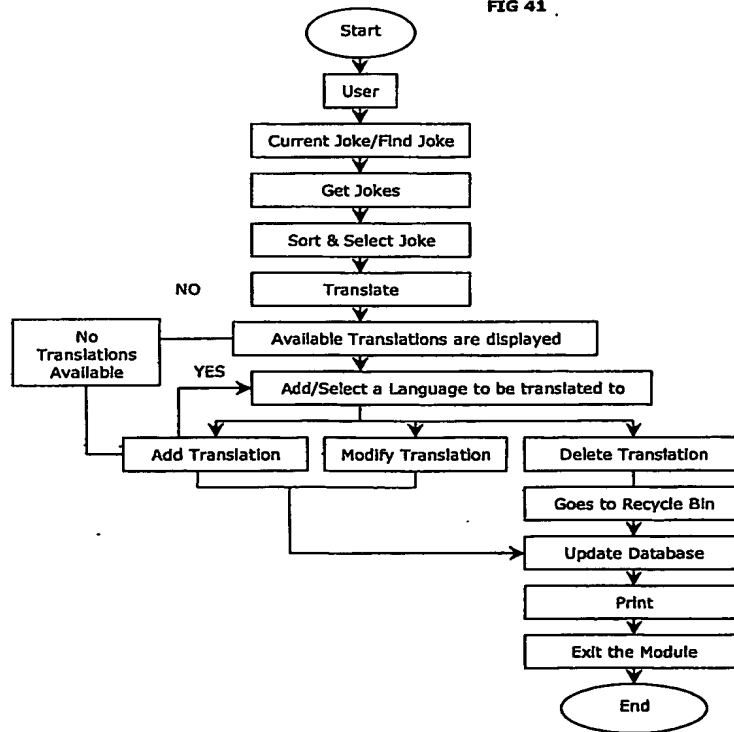 FIG 41
Start
User
Current Joke/Find Joke
Get Jokes
Sort & Select Joke
NO
Translate
No
Translations
Available
Available Translations are displayed
YES
Add/Select a Language to be translated to
Add Translation
Modify Translation
Delete Translation
Goes to Recycle Bin
Update Database
Print
Exit the Module
End